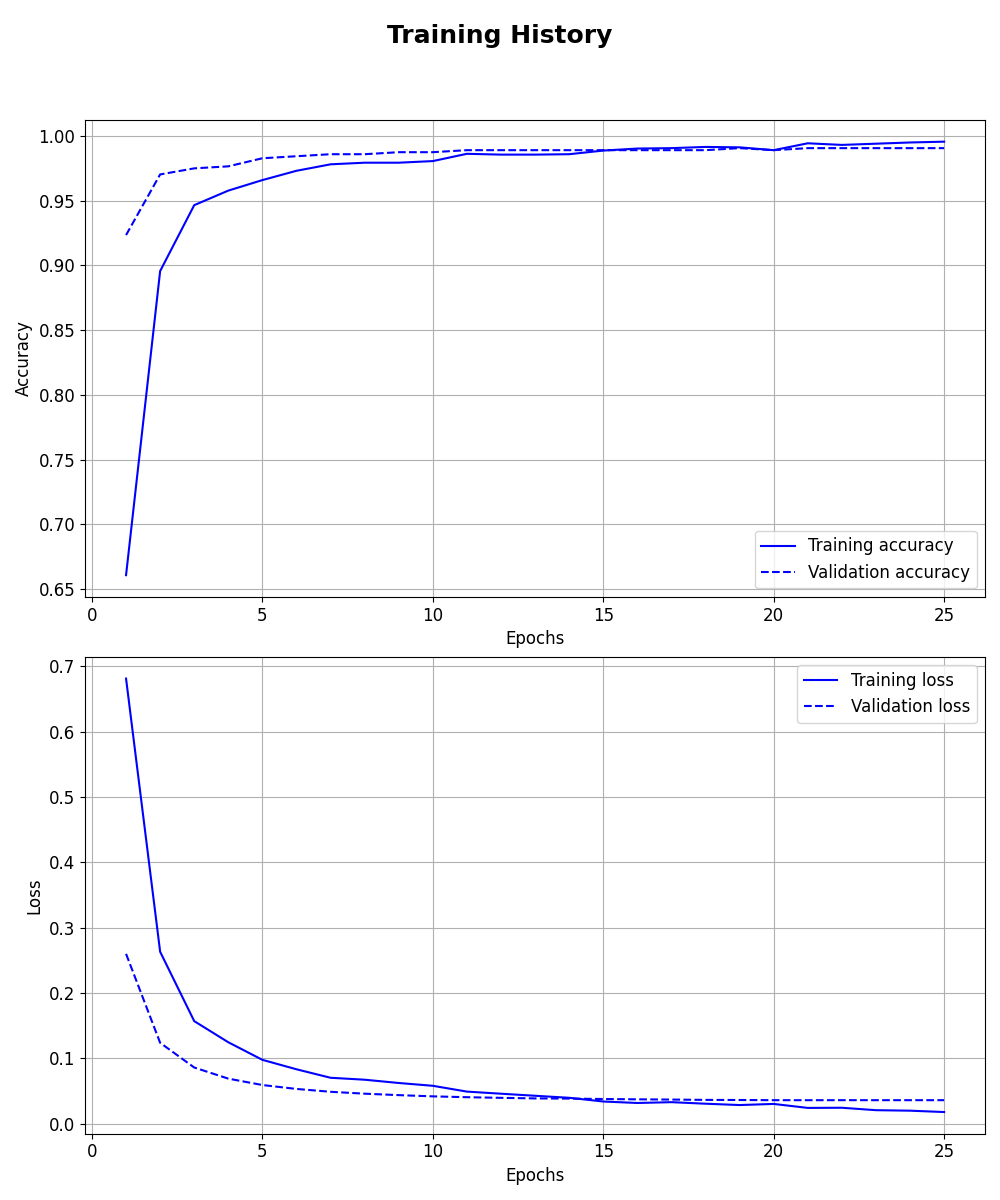 Training History
1.00
0.95
0.90
0.85
0.80
0.75
0.70
0.65
Accuracy
Training accuracy
Validation accuracy
0 5 10 15 20 25
Epochs
0.7
0.6
0.5
0.4
0.3
0.2
0.1
0.0
Loss
Training loss
Validation loss
0 5 10 15 20 25
Epochs